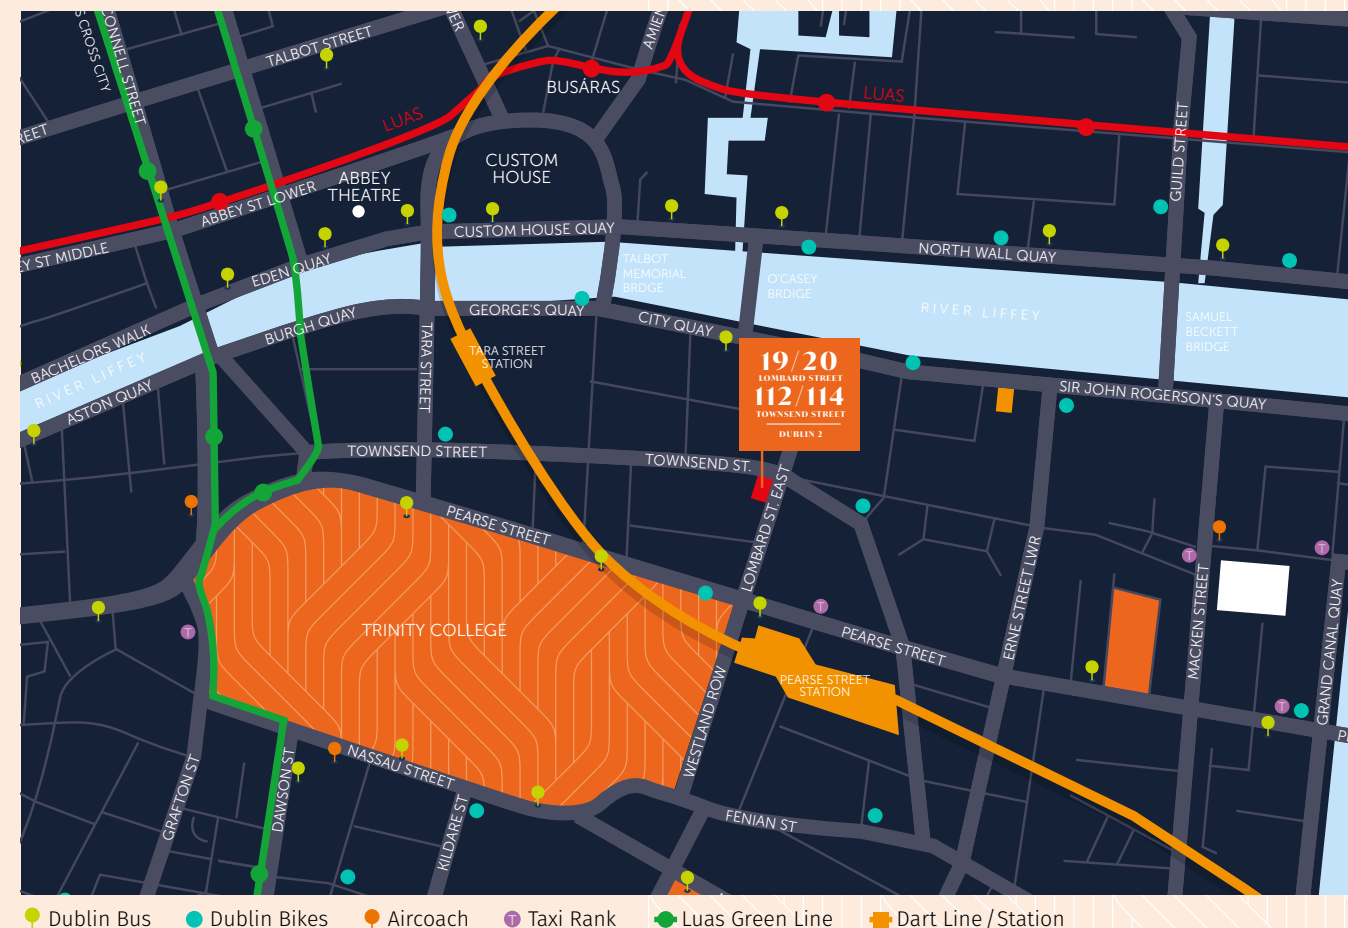 CONNELL STREET
S CROSS CITY
TALBOT STREET
AMIEN
REET
LUAS
BUSÁRAS
LUAS
GUILD STREET
CUSTOM
HOUSE
ABBEY
THEATRE
ABBEY ST LOWER
EY ST MIDDLE
CUSTOM HOUSE QUAY
NORTH WALL QUAY
EDEN QUAY
TALBOT
MEMORIAL
BRDGE
O'CASEY
BRDIGE
RIVER LIFFEY
SAMUEL
BECKETT
BRIDGE
GEORGE'S QUAY
CITY QUAY
BURGH QUAY
BACHELORS WALK
RIVER LIFFEY
ASTON QUAY
TARA STREET
TARA STREET
STATION
19/20
LOMBARD STREET
112/114
TOWNSEND STREET
DUBLIN 2
SIR JOHN ROGERSON'S QUAY
TOWNSEND STREET
TOWNSEND ST.
LOMBARD ST. EAST
PEARSE STREET
ERNE STREET LWR
MACKEN STREET
GRAND CANAL QUAY
T
T
T
T
TRINITY COLLEGE
PEARSE STREET
PEARSE STREET
STATION
WESTLAND ROW
T
NASSAU STREET
GRAFTON ST
DAWSON ST
KILDARE ST
FENIAN ST
Dublin Bus
Dublin Bikes
Aircoach
T Taxi Rank
Luas Green Line
Dart Line / Station